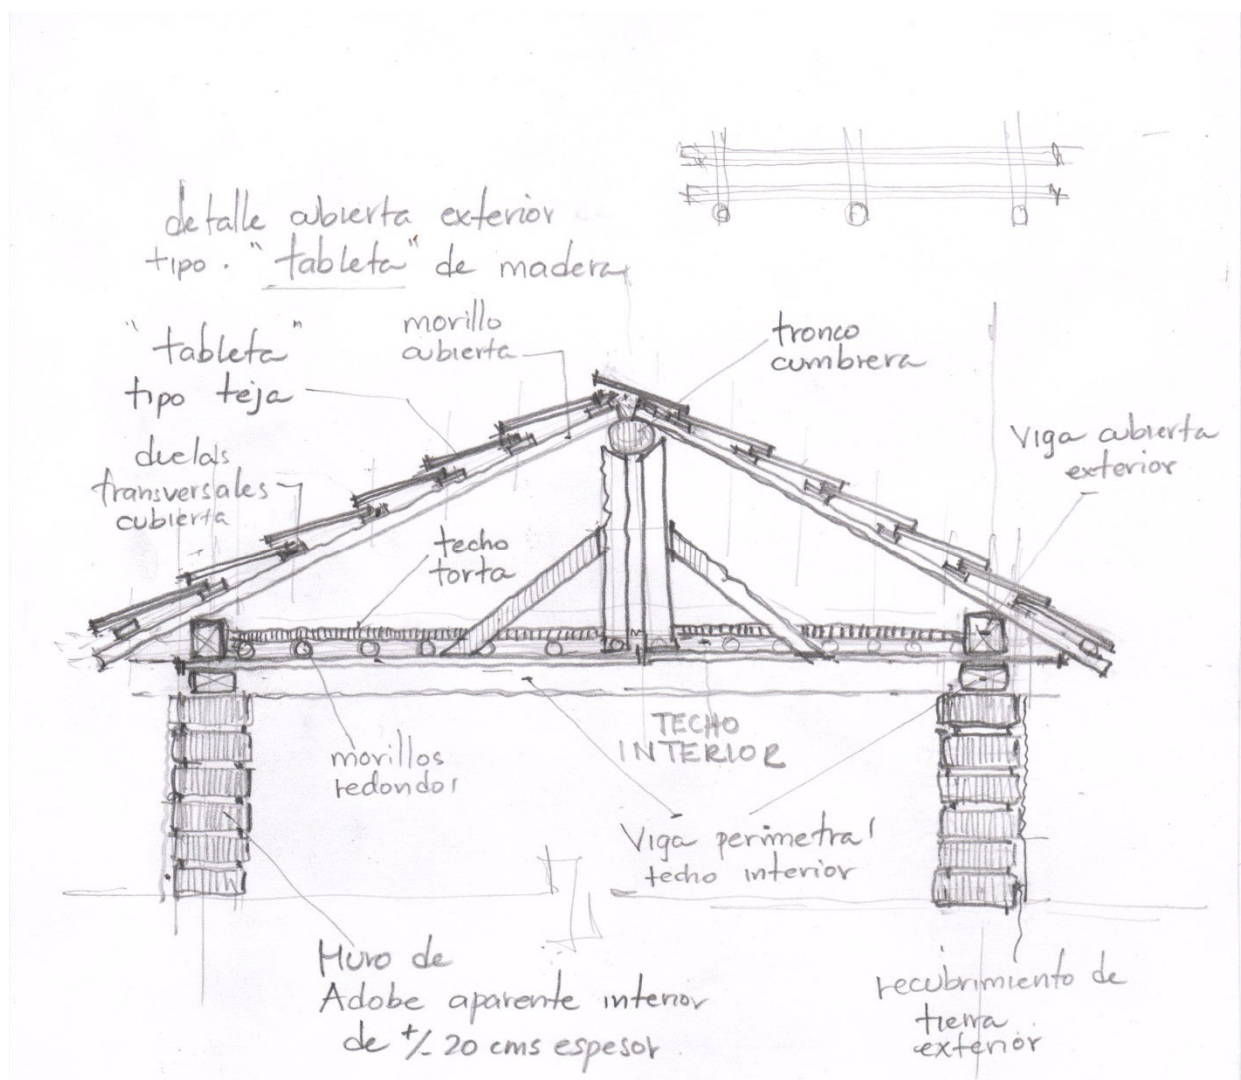 detalle cubierta exterior
tipo. "tableta" de madera
"tableta"
tipo teja
morillo
cubierta
tronco
cumbrera
Viga cubierta
exterior
duelas
transversales
cubierta
techo
torta
TECHO
INTERIOR
morillos
redondos
Viga perimetral
techo interior
Muro de
Adobe aparente interior
de +/- 20 cms espesor
recubrimiento de
tierra
exterior